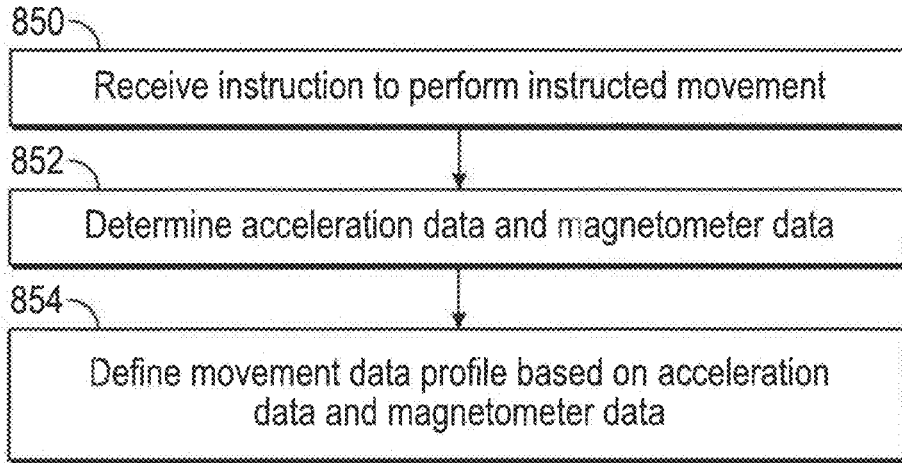 850
Receive instruction to perform instructed movement
852
Determine acceleration data and magnetometer data
854
Define movement data profile based on acceleration
data and magnetometer data